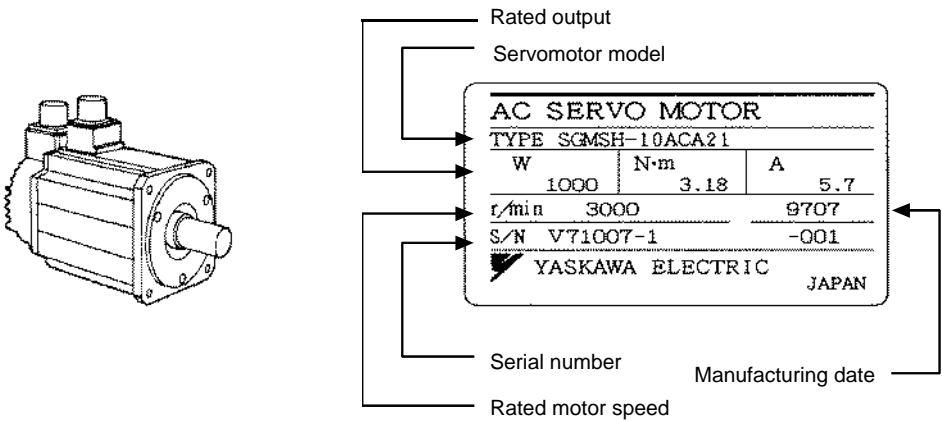 Rated output
Servomotor model
AC SERVO MOTOR
TYPE SGMSH-10ACA21
W N·m A
1000 3.18 5.7
r/min 3000 9707
S/N V71007-1 -001
YASKAWA ELECTRIC
JAPAN
Serial number
Manufacturing date
Rated motor speed